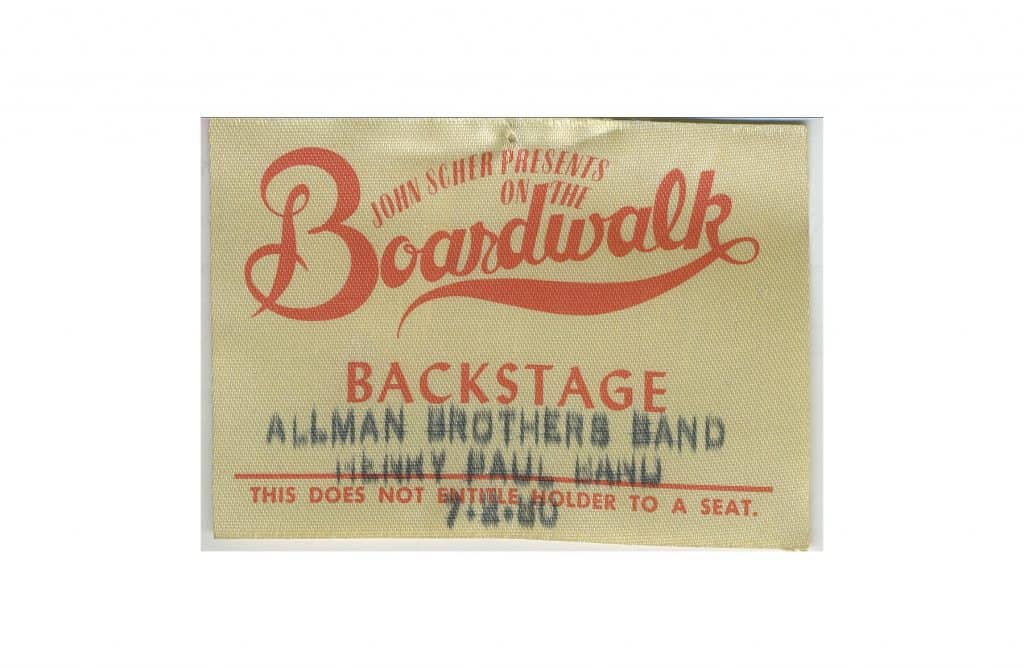 JOHN SCHER PRESENTS
ON THE
Boardwalk
BACKSTAGE
ALLMAN BROTHERS BAND
HENRY PAUL BAND
THIS DOES NOT ENTITLE HOLDER TO A SEAT.